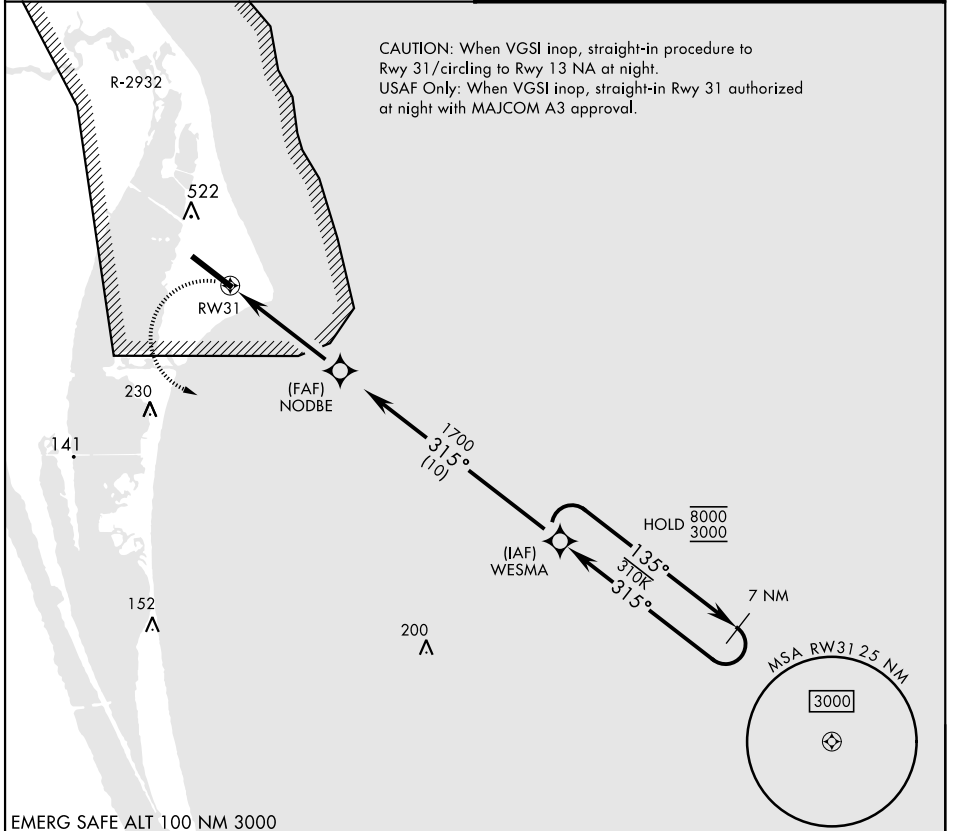 CAUTION: When VGSI inop, straight-in procedure to
Rwy 31/circling to Rwy 13 NA at night.
USAF Only: When VGSI inop, straight-in Rwy 31 authorized
at night with MAJCOM A3 approval.
R-2932
522
RW31
(FAF)
NODBE
230
141
1700
315°
(10)
HOLD 8000
3000
(IAF)
WESMA
135°
310K
315°
7 NM
152
200
MSA RW31 25 NM
3000
EMERG SAFE ALT 100 NM 3000